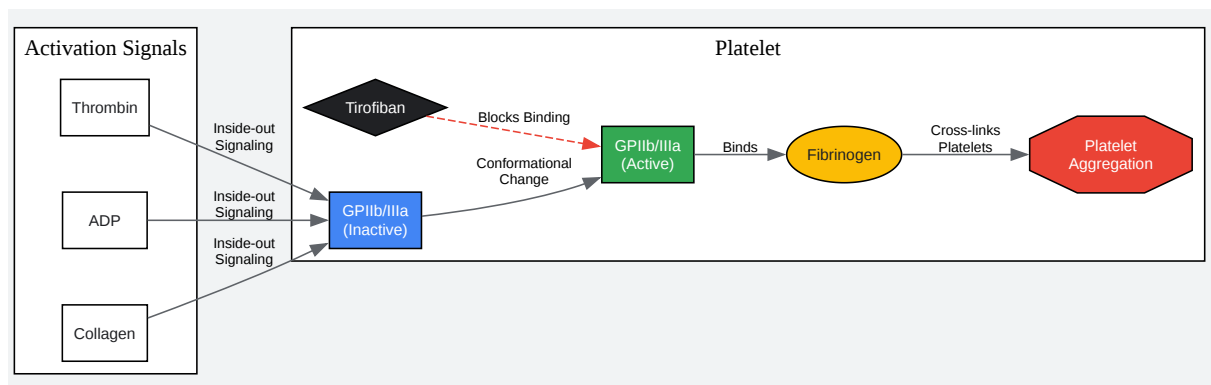 Activation Signals
Thrombin
ADP
Collagen
Inside-out
Signaling
Inside-out
Signaling
Inside-out
Signaling
Platelet
Tirofiban
Blocks Binding
GPIIb/IIIa
(Inactive)
Conformational
Change
GPIIb/IIIa
(Active)
Binds
Fibrinogen
Cross-links
Platelets
Platelet
Aggregation